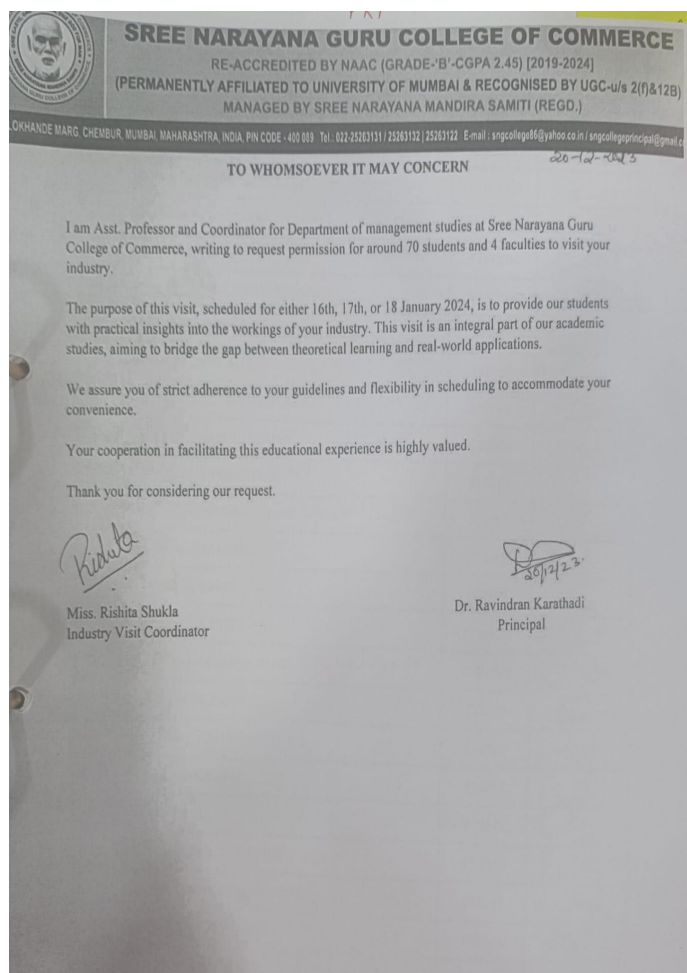 SREE NARAYANA GURU COLLEGE OF COMMERCE
RE-ACCREDITED BY NAAC (GRADE-'B'-CGPA 2.45) [2019-2024]
(PERMANENTLY AFFILIATED TO UNIVERSITY OF MUMBAI & RECOGNISED BY UGC-u/s 2(f)&12B)
MANAGED BY SREE NARAYANA MANDIRA SAMITI (REGD.)
LOKHANDE MARG, CHEMBUR, MUMBAI, MAHARASHTRA, INDIA, PIN CODE - 400 089 Tel.: 022-25263131 / 25263132 | 25263122 E-mail : sngcollege86@yahoo.co.in / sngcollegeprincipal@gmail.c
20-12-2023
TO WHOMSOEVER IT MAY CONCERN
I am Asst. Professor and Coordinator for Department of management studies at Sree Narayana Guru
College of Commerce, writing to request permission for around 70 students and 4 faculties to visit your
industry.
The purpose of this visit, scheduled for either 16th, 17th, or 18 January 2024, is to provide our students
with practical insights into the workings of your industry. This visit is an integral part of our academic
studies, aiming to bridge the gap between theoretical learning and real-world applications.
We assure you of strict adherence to your guidelines and flexibility in scheduling to accommodate your
convenience.
Your cooperation in facilitating this educational experience is highly valued.
Thank you for considering our request.
20/12/23.
Miss. Rishita Shukla
Industry Visit Coordinator
Dr. Ravindran Karathadi
Principal